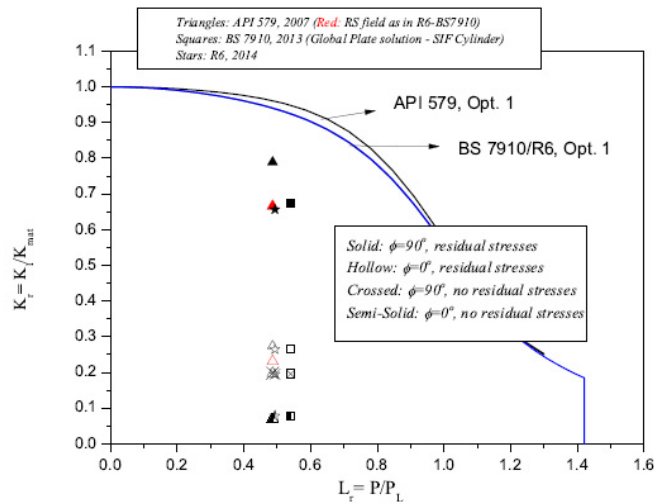 Triangles: API 579, 2007 (Red: RS field as in R6-BS7910)
Squares: BS 7910, 2013 (Global Plate solution - SIF Cylinder)
Stars: R6, 2014
1.1
1.0
0.9
0.8
0.7
0.6
0.5
0.4
0.3
0.2
0.1
0.0
K_r = K_I/K_mat
API 579, Opt. 1
BS 7910/R6, Opt. 1
Solid: ϕ=90°, residual stresses
Hollow: ϕ=0°, residual stresses
Crossed: ϕ=90°, no residual stresses
Semi-Solid: ϕ=0°, no residual stresses
0.0 0.2 0.4 0.6 0.8 1.0 1.2 1.4 1.6
L_r = P/P_L